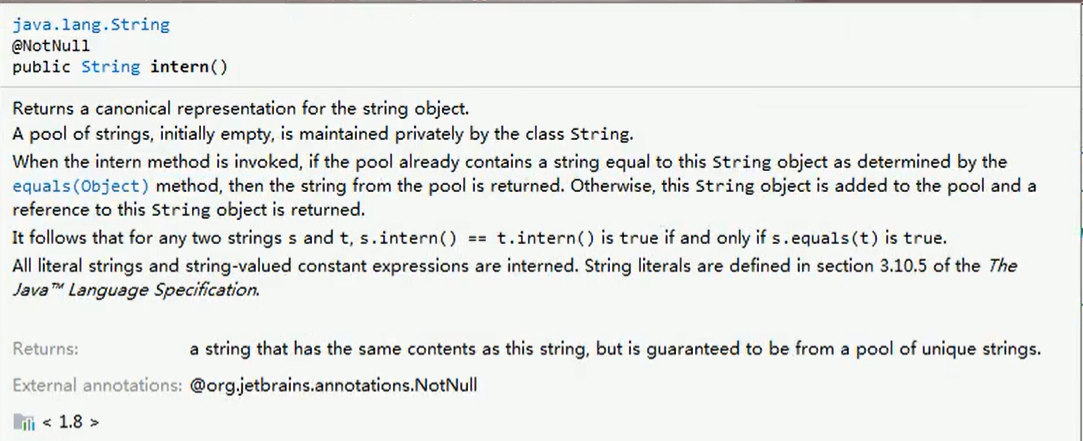 java.lang.String
@NotNull
public String intern()
Returns a canonical representation for the string object.
A pool of strings, initially empty, is maintained privately by the class String.
When the intern method is invoked, if the pool already contains a string equal to this String object as determined by the
equals(Object) method, then the string from the pool is returned. Otherwise, this String object is added to the pool and a
reference to this String object is returned.
It follows that for any two strings s and t, s.intern() == t.intern() is true if and only if s.equals(t) is true.
All literal strings and string-valued constant expressions are interned. String literals are defined in section 3.10.5 of the The
Java™ Language Specification.
Returns: a string that has the same contents as this string, but is guaranteed to be from a pool of unique strings.
External annotations: @org.jetbrains.annotations.NotNull
< 1.8 >